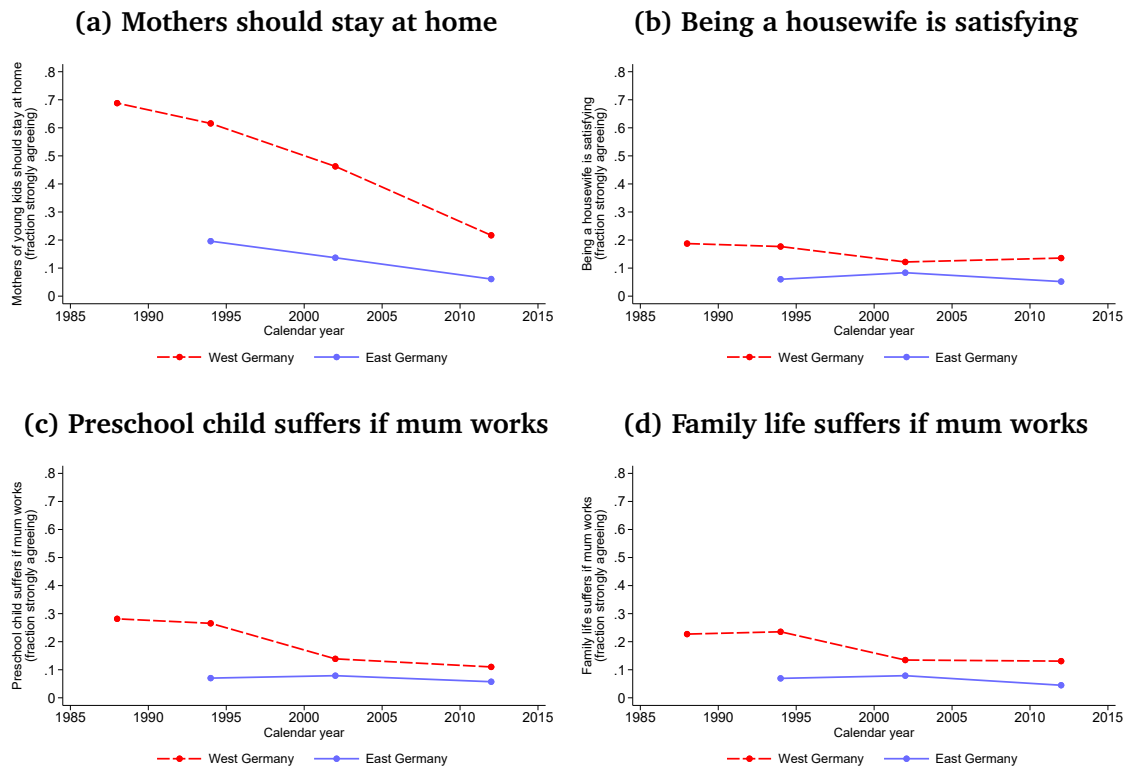 (a) Mothers should stay at home
Mothers of young kids should stay at home
(fraction strongly agreeing)
.8
.7
.6
.5
.4
.3
.2
.1
0
1985 1990 1995 2000 2005 2010 2015
Calendar year
West Germany East Germany
(b) Being a housewife is satisfying
Being a housewife is satisfying
(fraction strongly agreeing)
.8
.7
.6
.5
.4
.3
.2
.1
0
1985 1990 1995 2000 2005 2010 2015
Calendar year
West Germany East Germany
(c) Preschool child suffers if mum works
Preschool child suffers if mum works
(fraction strongly agreeing)
.8
.7
.6
.5
.4
.3
.2
.1
0
1985 1990 1995 2000 2005 2010 2015
Calendar year
West Germany East Germany
(d) Family life suffers if mum works
Family life suffers if mum works
(fraction strongly agreeing)
.8
.7
.6
.5
.4
.3
.2
.1
0
1985 1990 1995 2000 2005 2010 2015
Calendar year
West Germany East Germany